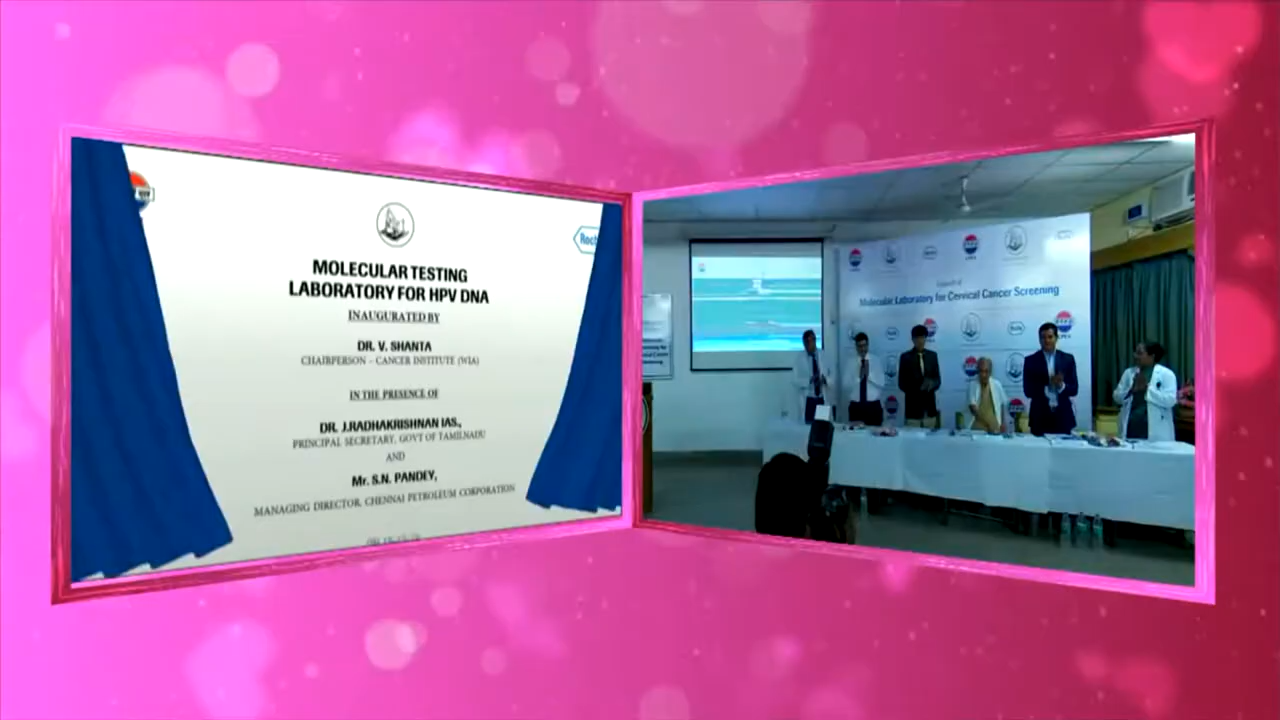 MOLECULAR TESTING
LABORATORY FOR HPV DNA
INAUGURATED BY
DR. V. SHANTA
CHAIRPERSON – CANCER INSTITUTE (WIA)
IN THE PRESENCE OF
DR. J.RADHAKRISHNAN IAS.,
PRINCIPAL SECRETARY, GOVT OF TAMILNADU
AND
Mr. S.N. PANDEY,
MANAGING DIRECTOR, CHENNAI PETROLEUM CORPORATION
Roch
Molecular Laboratory for Cervical Cancer Screening